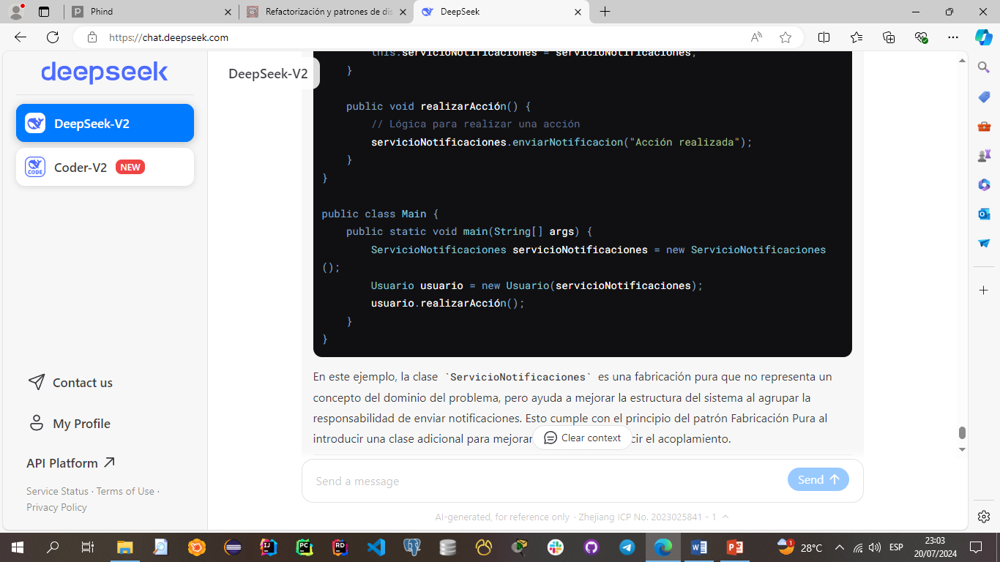 Phind
Refactorización y patrones de dis
DeepSeek
https://chat.deepseek.com
deepseek
DeepSeek-V2
Coder-V2 NEW
CODE
Contact us
My Profile
API Platform
Service Status · Terms of Use ·
Privacy Policy
DeepSeek-V2
this.servicioNotificaciones = servicioNotificaciones;
}
public void realizarAcción() {
// Lógica para realizar una acción
servicioNotificaciones.enviarNotificacion("Acción realizada");
}
}
public class Main {
public static void main(String[] args) {
ServicioNotificaciones servicioNotificaciones = new ServicioNotificaciones
();
Usuario usuario = new Usuario(servicioNotificaciones);
usuario.realizarAcción();
}
}
En este ejemplo, la clase `ServicioNotificaciones` es una fabricación pura que no representa un
concepto del dominio del problema, pero ayuda a mejorar la estructura del sistema al agrupar la
responsabilidad de enviar notificaciones. Esto cumple con el principio del patrón Fabricación Pura al
introducir una clase adicional para mejorar cir el acoplamiento.
Clear context
Send a message
Send
AI-generated, for reference only · Zhejiang ICP No. 2023025841 - 1
28°C
ESP
23:03
20/07/2024